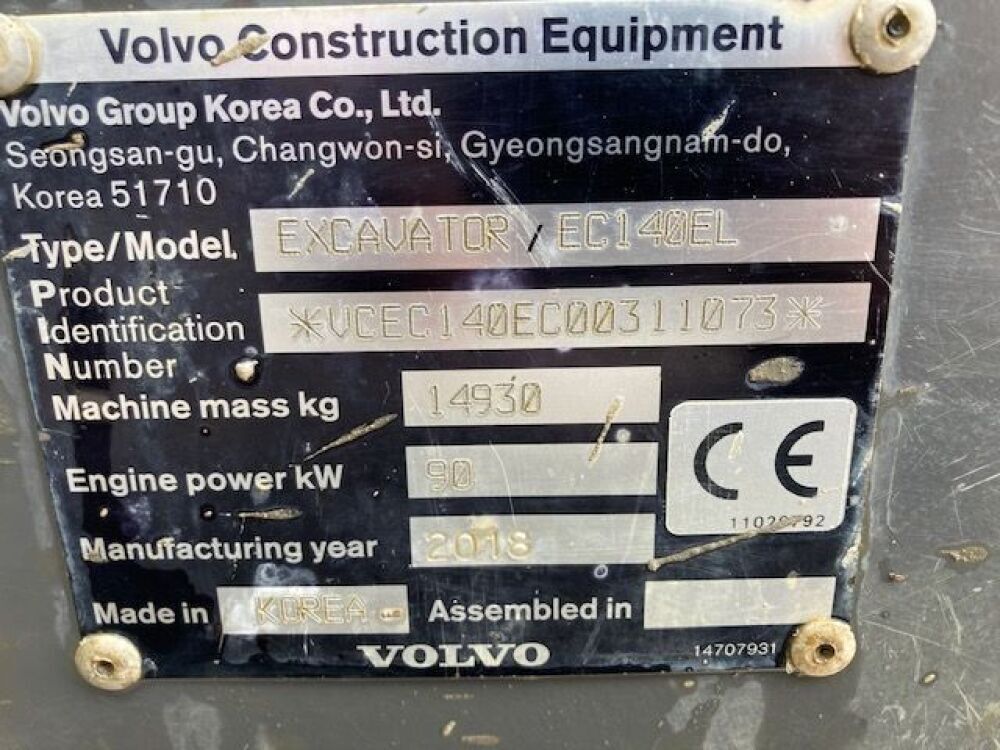 Volvo Construction Equipment
Volvo Group Korea Co., Ltd.
Seongsan-gu, Changwon-si, Gyeongsangnam-do,
Korea 51710
Type/Model. EXCAVATOR / EC140EL
Product
Identification *VCEC140EC00311073*
Number
Machine mass kg 14930
CE
Engine power kW 90
11020792
Manufacturing year 2018
Made in KOREA Assembled in
VOLVO 14707931